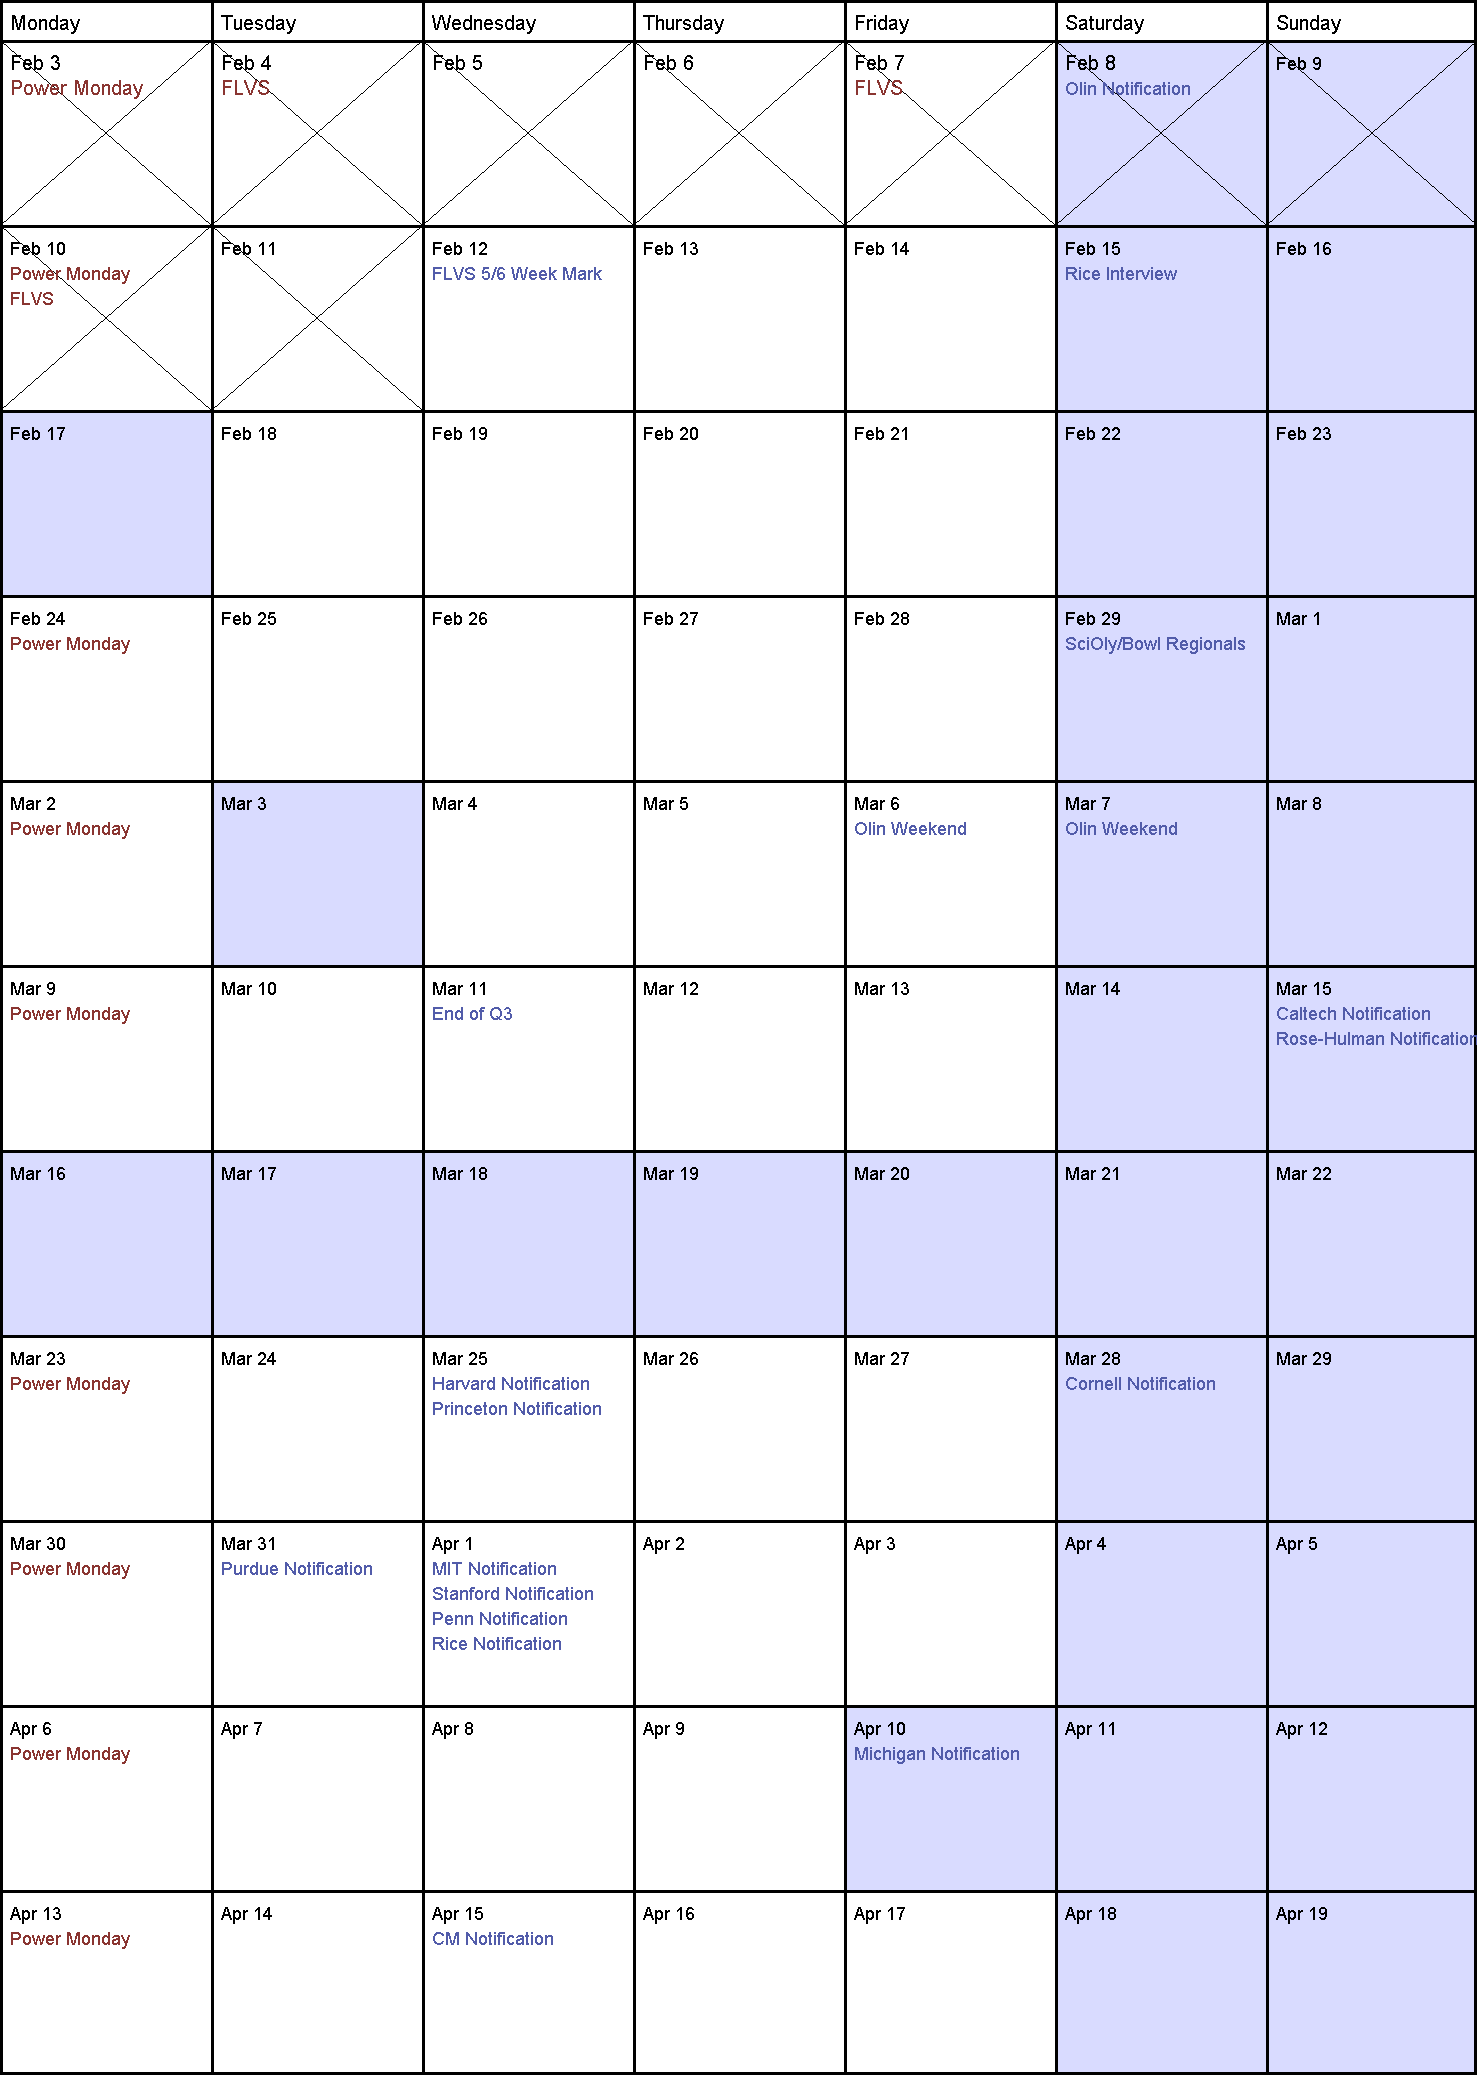 Monday
Tuesday
Wednesday
Thursday
Friday
Saturday
Sunday
Feb 3
Power Monday
Feb 4
FLVS
Feb 5
Feb 6
Feb 7
FLVS
Feb 8
Olin Notification
Feb 9
Feb 10
Power Monday
FLVS
Feb 11
Feb 12
FLVS 5/6 Week Mark
Feb 13
Feb 14
Feb 15
Rice Interview
Feb 16
Feb 17
Feb 18
Feb 19
Feb 20
Feb 21
Feb 22
Feb 23
Feb 24
Power Monday
Feb 25
Feb 26
Feb 27
Feb 28
Feb 29
SciOly/Bowl Regionals
Mar 1
Mar 2
Power Monday
Mar 3
Mar 4
Mar 5
Mar 6
Olin Weekend
Mar 7
Olin Weekend
Mar 8
Mar 9
Power Monday
Mar 10
Mar 11
End of Q3
Mar 12
Mar 13
Mar 14
Mar 15
Caltech Notification
Rose-Hulman Notification
Mar 16
Mar 17
Mar 18
Mar 19
Mar 20
Mar 21
Mar 22
Mar 23
Power Monday
Mar 24
Mar 25
Harvard Notification
Princeton Notification
Mar 26
Mar 27
Mar 28
Cornell Notification
Mar 29
Mar 30
Power Monday
Mar 31
Purdue Notification
Apr 1
MIT Notification
Stanford Notification
Penn Notification
Rice Notification
Apr 2
Apr 3
Apr 4
Apr 5
Apr 6
Power Monday
Apr 7
Apr 8
Apr 9
Apr 10
Michigan Notification
Apr 11
Apr 12
Apr 13
Power Monday
Apr 14
Apr 15
CM Notification
Apr 16
Apr 17
Apr 18
Apr 19